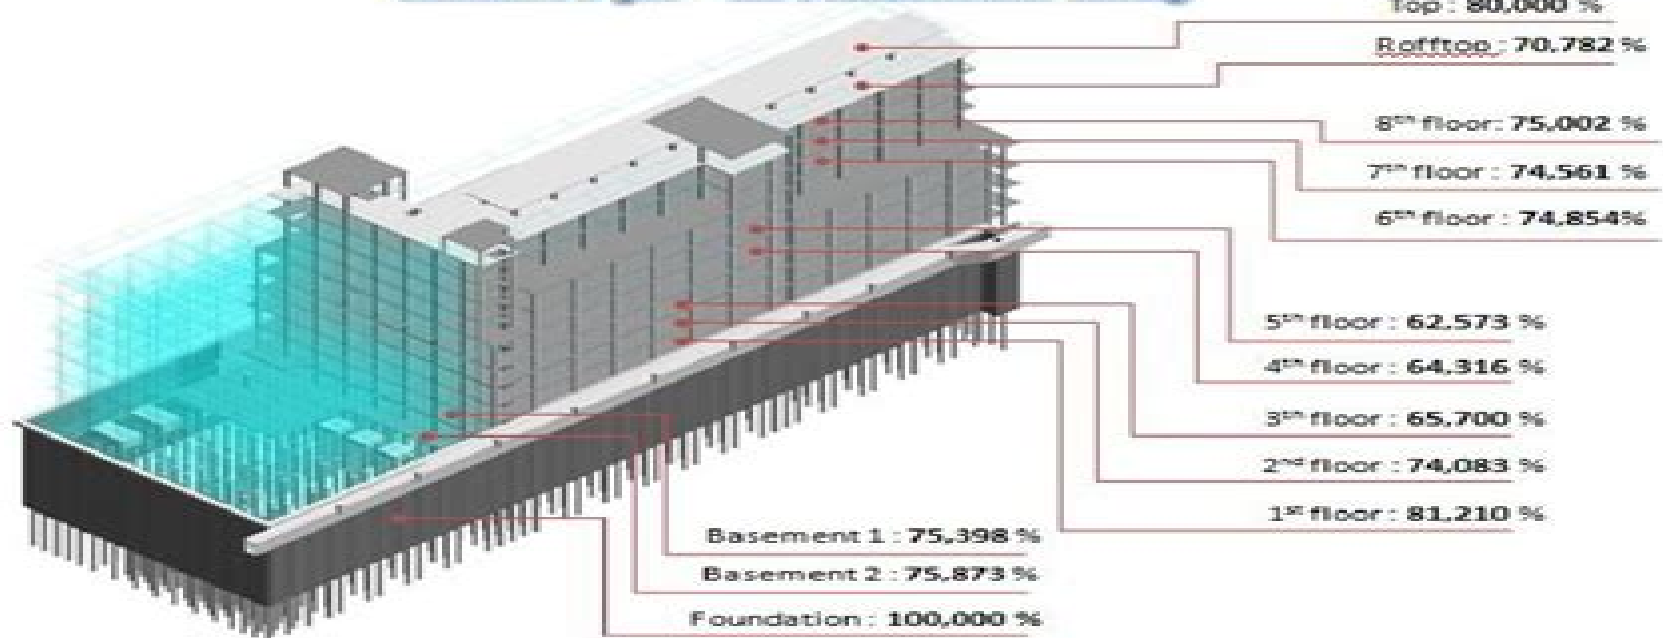 Top : 80,000 %
Rofftop : 70.782 %
8th floor: 75,002 %
7th floor : 74,561 %
6th floor : 74,854%
5th floor : 62,573 %
4th floor : 64,316 %
3th floor : 65,700 %
2nd floor : 74,083 %
1st floor : 81,210 %
Basement 1 : 75,398 %
Basement 2 : 75,873 %
Foundation : 100,000 %